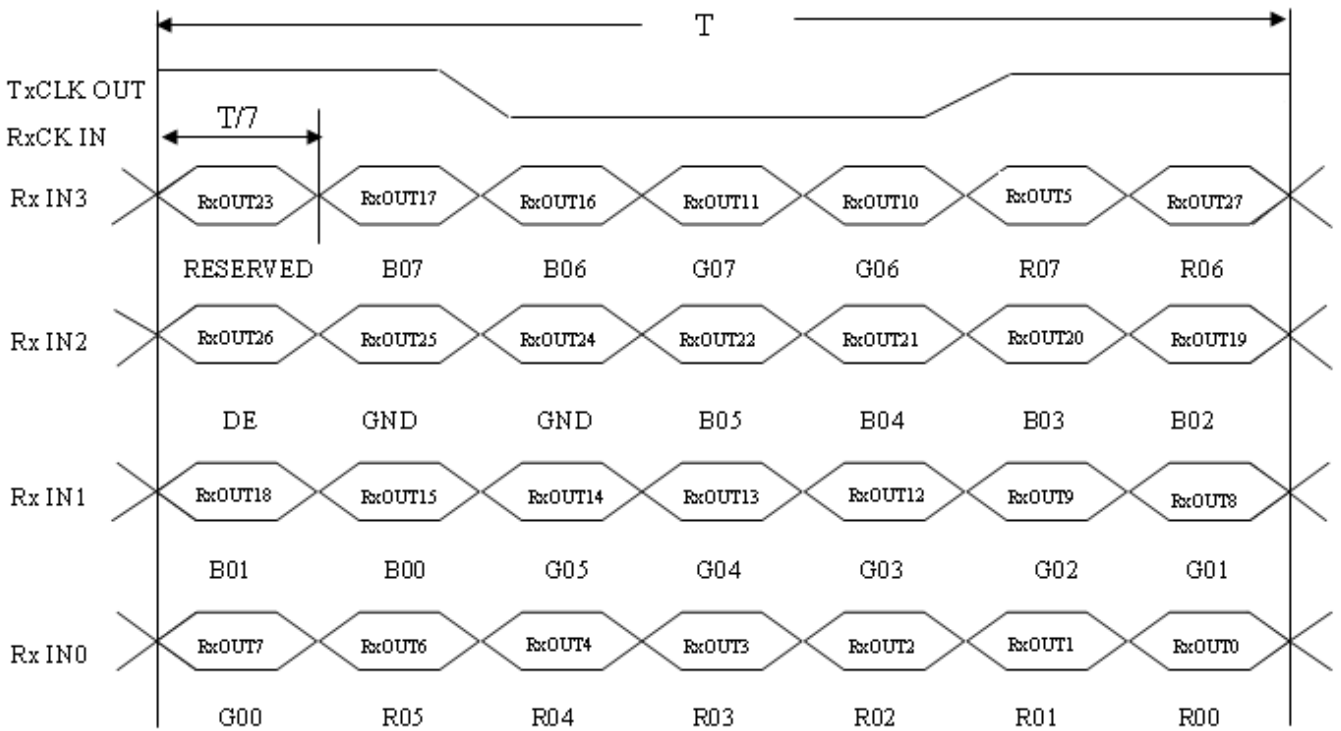 T
TxCLK OUT
T/7
RxCK IN
Rx IN3 RxOUT23 RxOUT17 RxOUT16 RxOUT11 RxOUT10 RxOUT5 RxOUT27
RESERVED B07 B06 G07 G06 R07 R06
Rx IN2 RxOUT26 RxOUT25 RxOUT24 RxOUT22 RxOUT21 RxOUT20 RxOUT19
DE GND GND B05 B04 B03 B02
Rx IN1 RxOUT18 RxOUT15 RxOUT14 RxOUT13 RxOUT12 RxOUT9 RxOUT8
B01 B00 G05 G04 G03 G02 G01
Rx IN0 RxOUT7 RxOUT6 RxOUT4 RxOUT3 RxOUT2 RxOUT1 RxOUT0
G00 R05 R04 R03 R02 R01 R00